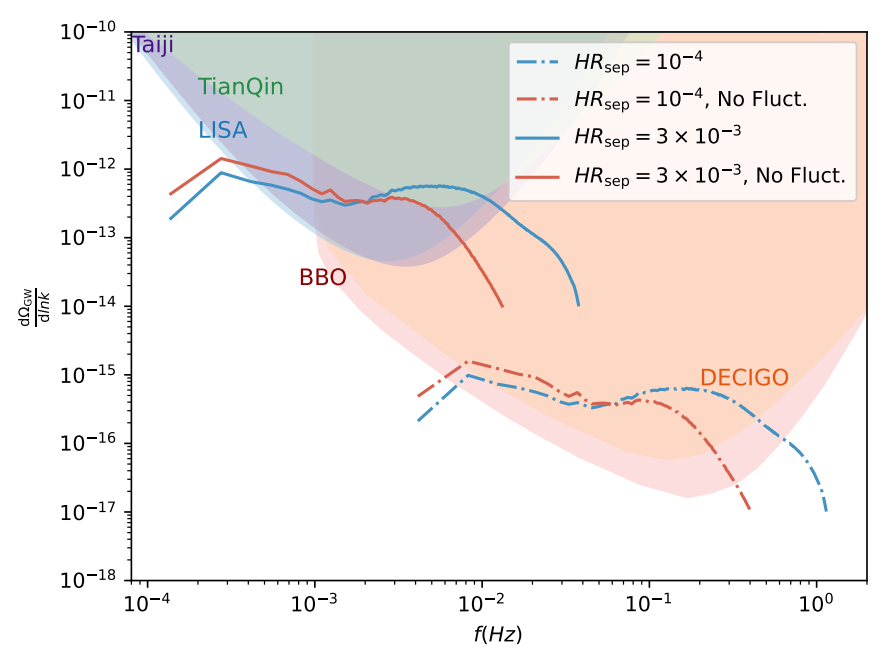 10⁻¹⁰
10⁻¹¹
10⁻¹²
10⁻¹³
10⁻¹⁴
10⁻¹⁵
10⁻¹⁶
10⁻¹⁷
10⁻¹⁸
dΩ_GW / dlnk
Taiji
TianQin
LISA
BBO
DECIGO
HR_sep = 10⁻⁴
HR_sep = 10⁻⁴, No Fluct.
HR_sep = 3 × 10⁻³
HR_sep = 3 × 10⁻³, No Fluct.
10⁻⁴ 10⁻³ 10⁻² 10⁻¹ 10⁰
f(Hz)